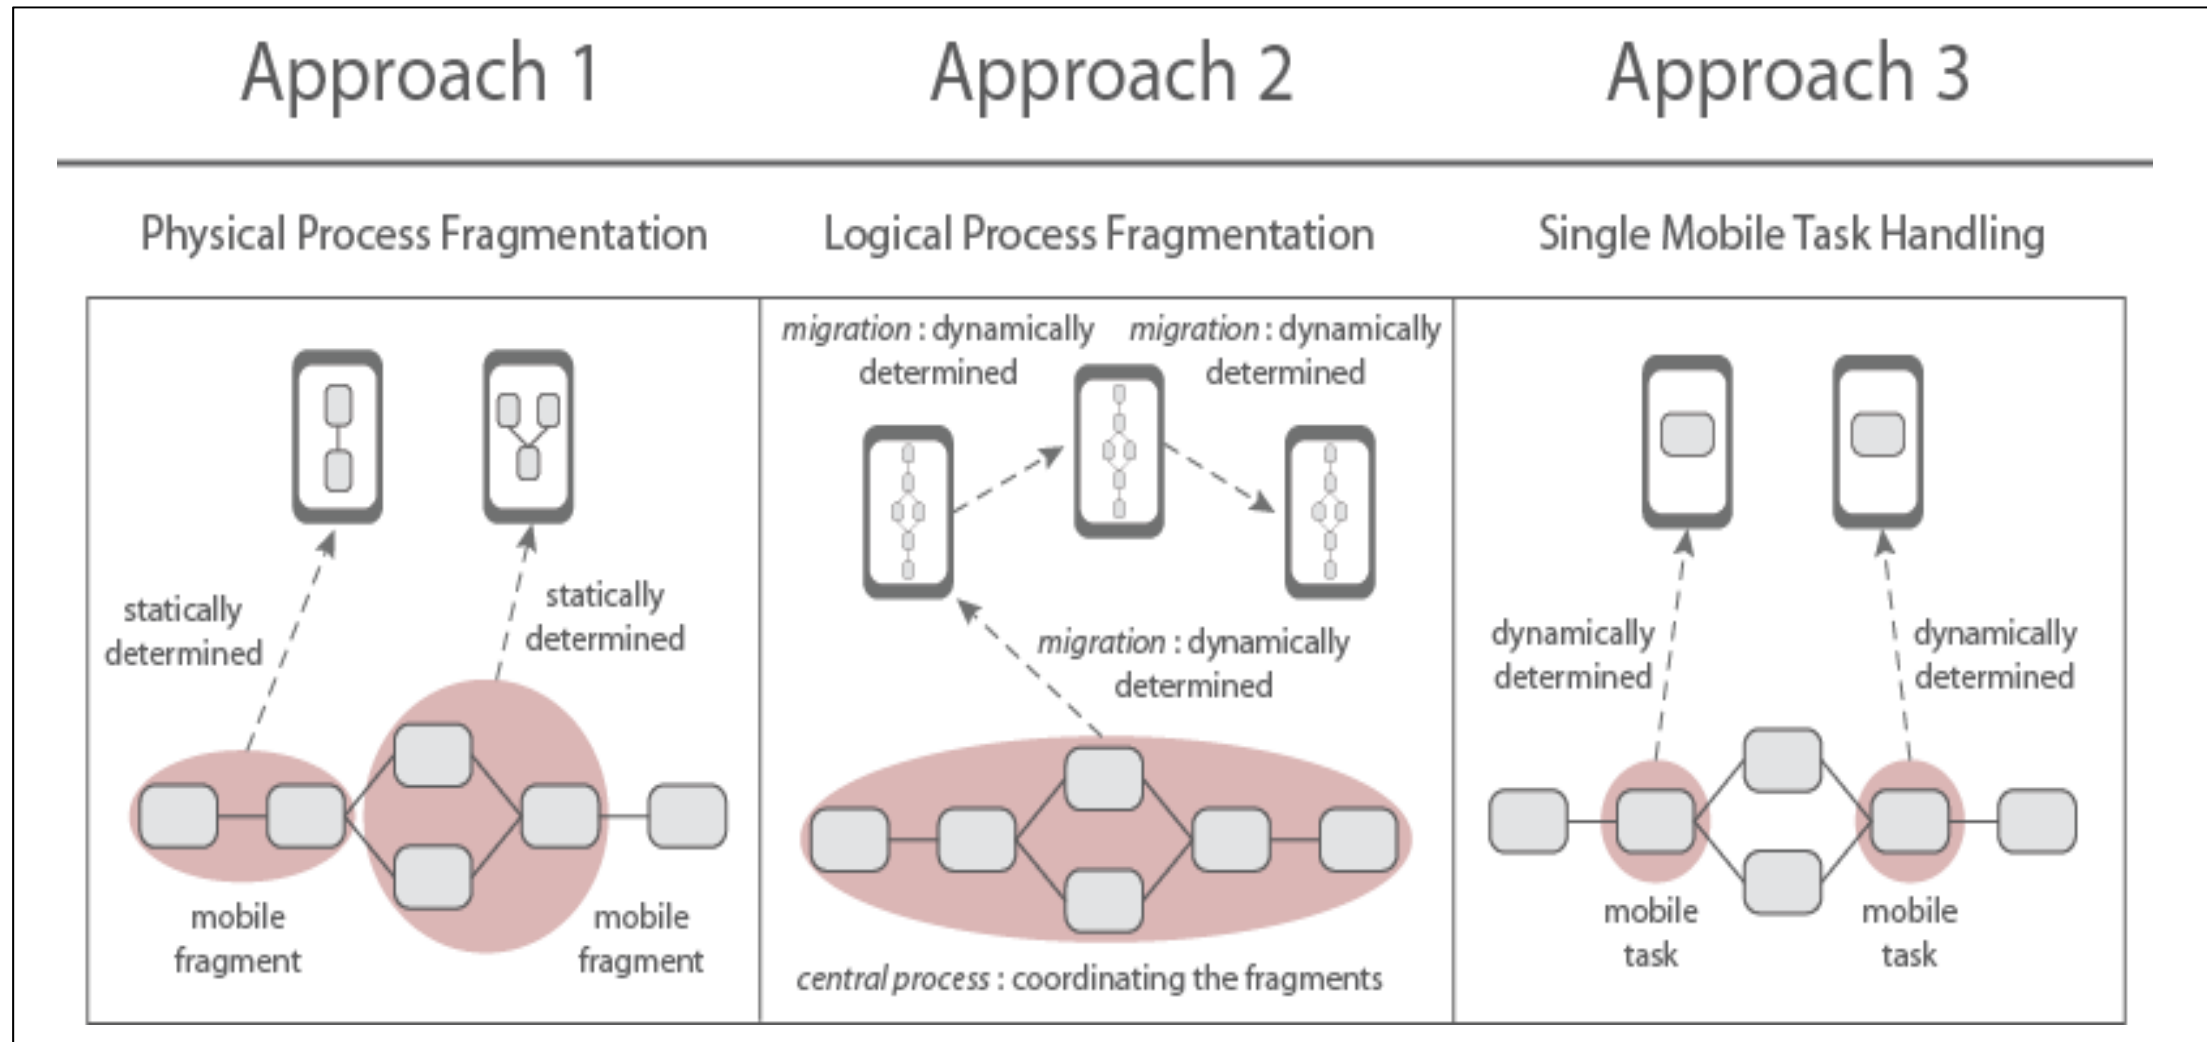 Approach 1
Approach 2
Approach 3
Physical Process Fragmentation
Logical Process Fragmentation
Single Mobile Task Handling
statically
determined
statically
determined
mobile
fragment
mobile
fragment
migration : dynamically
determined
migration : dynamically
determined
migration : dynamically
determined
central process : coordinating the fragments
dynamically
determined
dynamically
determined
mobile
task
mobile
task